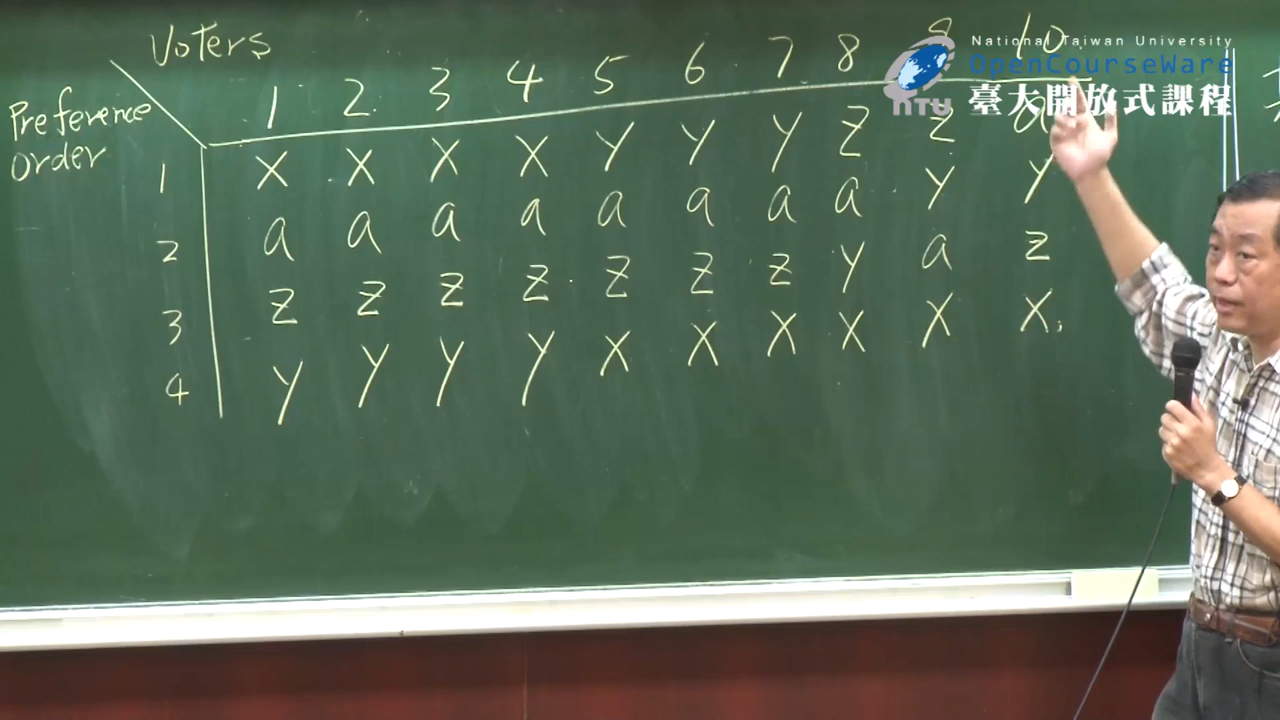 Voters
Preference Order
1 2 3 4 5 6 7 8 9 10
1 X X X X Y Y Y Z Z a
2 a a a a a a a a Y Y
3 Z Z Z Z Z Z Z Y a Z
4 Y Y Y Y X X X X X X
National Taiwan University
OpenCourseWare
臺大開放式課程
NTU